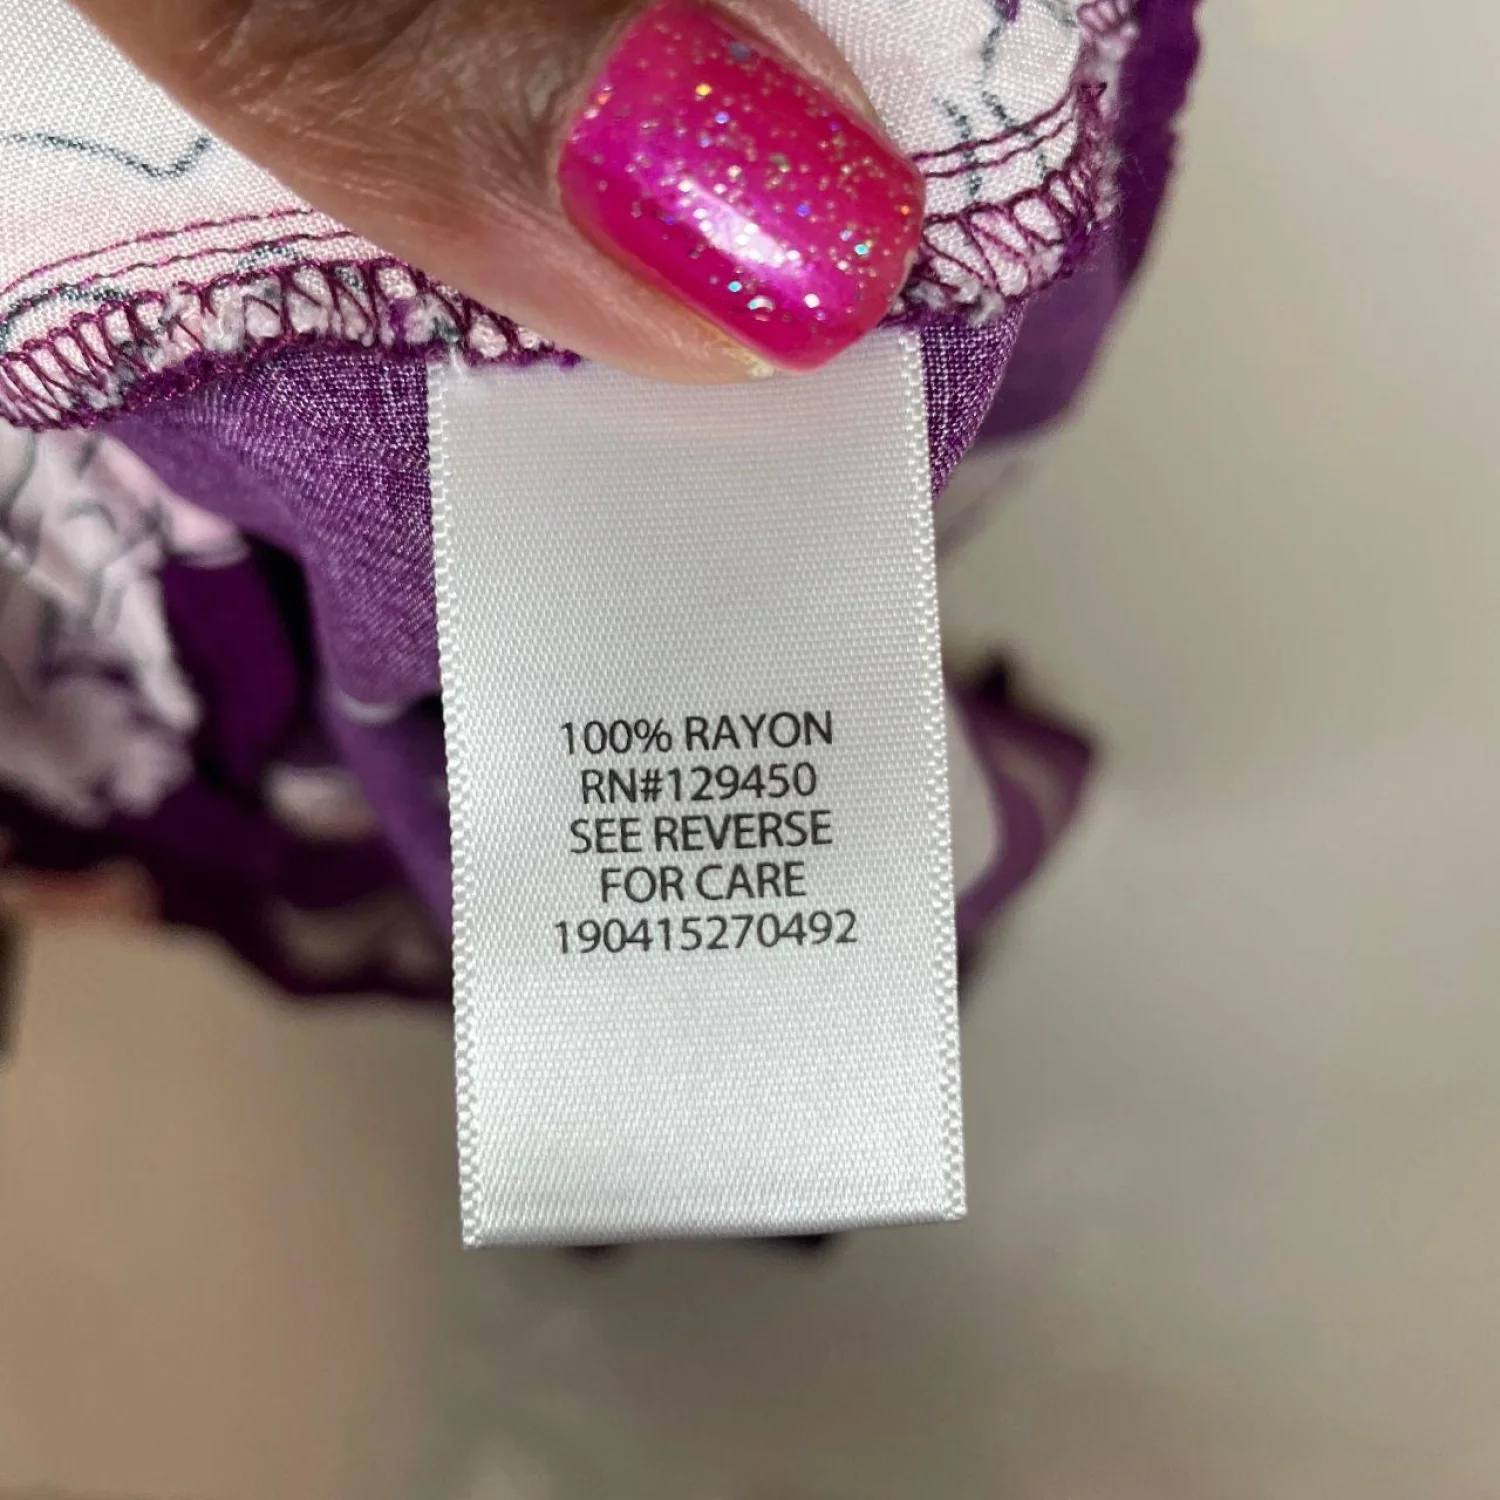 100% RAYON
RN#129450
SEE REVERSE
FOR CARE
190415270492